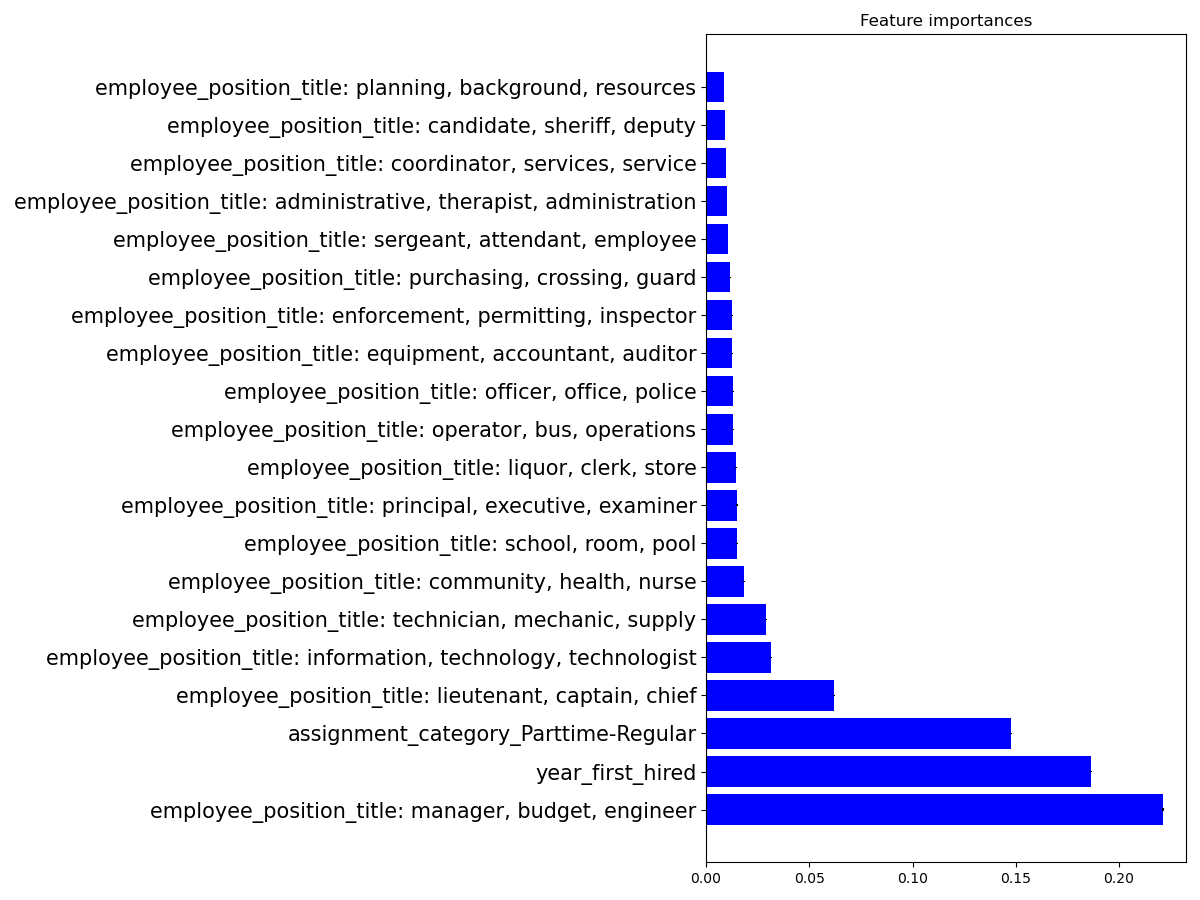 Feature importances
employee_position_title: planning, background, resources
employee_position_title: candidate, sheriff, deputy
employee_position_title: coordinator, services, service
employee_position_title: administrative, therapist, administration
employee_position_title: sergeant, attendant, employee
employee_position_title: purchasing, crossing, guard
employee_position_title: enforcement, permitting, inspector
employee_position_title: equipment, accountant, auditor
employee_position_title: officer, office, police
employee_position_title: operator, bus, operations
employee_position_title: liquor, clerk, store
employee_position_title: principal, executive, examiner
employee_position_title: school, room, pool
employee_position_title: community, health, nurse
employee_position_title: technician, mechanic, supply
employee_position_title: information, technology, technologist
employee_position_title: lieutenant, captain, chief
assignment_category_Parttime-Regular
year_first_hired
employee_position_title: manager, budget, engineer
0.00 0.05 0.10 0.15 0.20